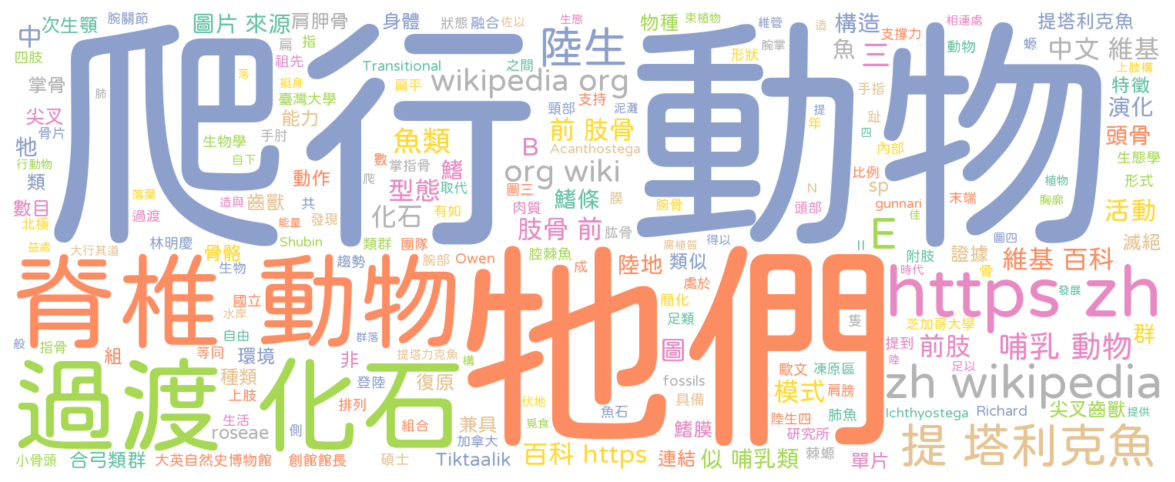 爬行 動物
牠們
脊椎 動物
過渡 化石
https zh
zh wikipedia
提 塔利克魚
陸生
wikipedia org
org wiki
魚類
前 肢骨
肢骨 前
哺乳 動物
似 哺乳類
百科 https
維基 百科
中文 維基
提塔利克魚
次生顎
腕關節
圖片 來源
肩胛骨
身體
狀態
融合
佐以
生態
束植物
維管
造
相連處
中
四肢
扁
指
祖先
Transitional
之間
腕掌
形狀
物種
構造
支撐力
魚
三
動物
螈
上肢構
掌骨
落
挺身
扁平
肺
臺灣大學
能力
頸部
支持
泥灘
提
年
手指
趾
特徵
演化
尖叉
骨片
生物學
手肘
Acanthostega
四
內部
頭骨
牠
行動物
自下
數
掌指骨
爬
B
鰭
型態
取代
圖三
膜
N
比例
sp
末端
生態學
植物
形式
類
數目
落葉
過渡
造與
齒獸
動作
共
有如
鰭條
肉質
頭部
gunnari
佳
胸廓
活動
北極
能量
發現
化石
腕骨
肱骨
E
益處
大行其道
林明慶
骨骼
Shubin
類群
團隊
腔棘魚
腐植質
得以
II
圖四
滅絕
生物
趨勢
胸部
Owen
成
陸地
類似
處於
附肢
證據
骨
時代
國立
水岸
簡化
足類
隻
發展
般
指骨
自由
群落
芝加哥大學
群
組
等同
環境
提塔力克魚
構
非
圖
提到
前肢
陸
足以
種類
登陸
復原
fossils
歐文
凍原區
上肢
排列
伏地
具備
模式
肩膀
尖叉齒獸
提供
生活
roseae
側
組合
兼具
覓食
魚石
鰭膜
陸生四
肺魚
Ichthyostega
Richard
研究所
棘螈
小骨頭
合弓類群
大英自然史博物館
創館館長
碩士
加拿大
Tiktaalik
連結
單片